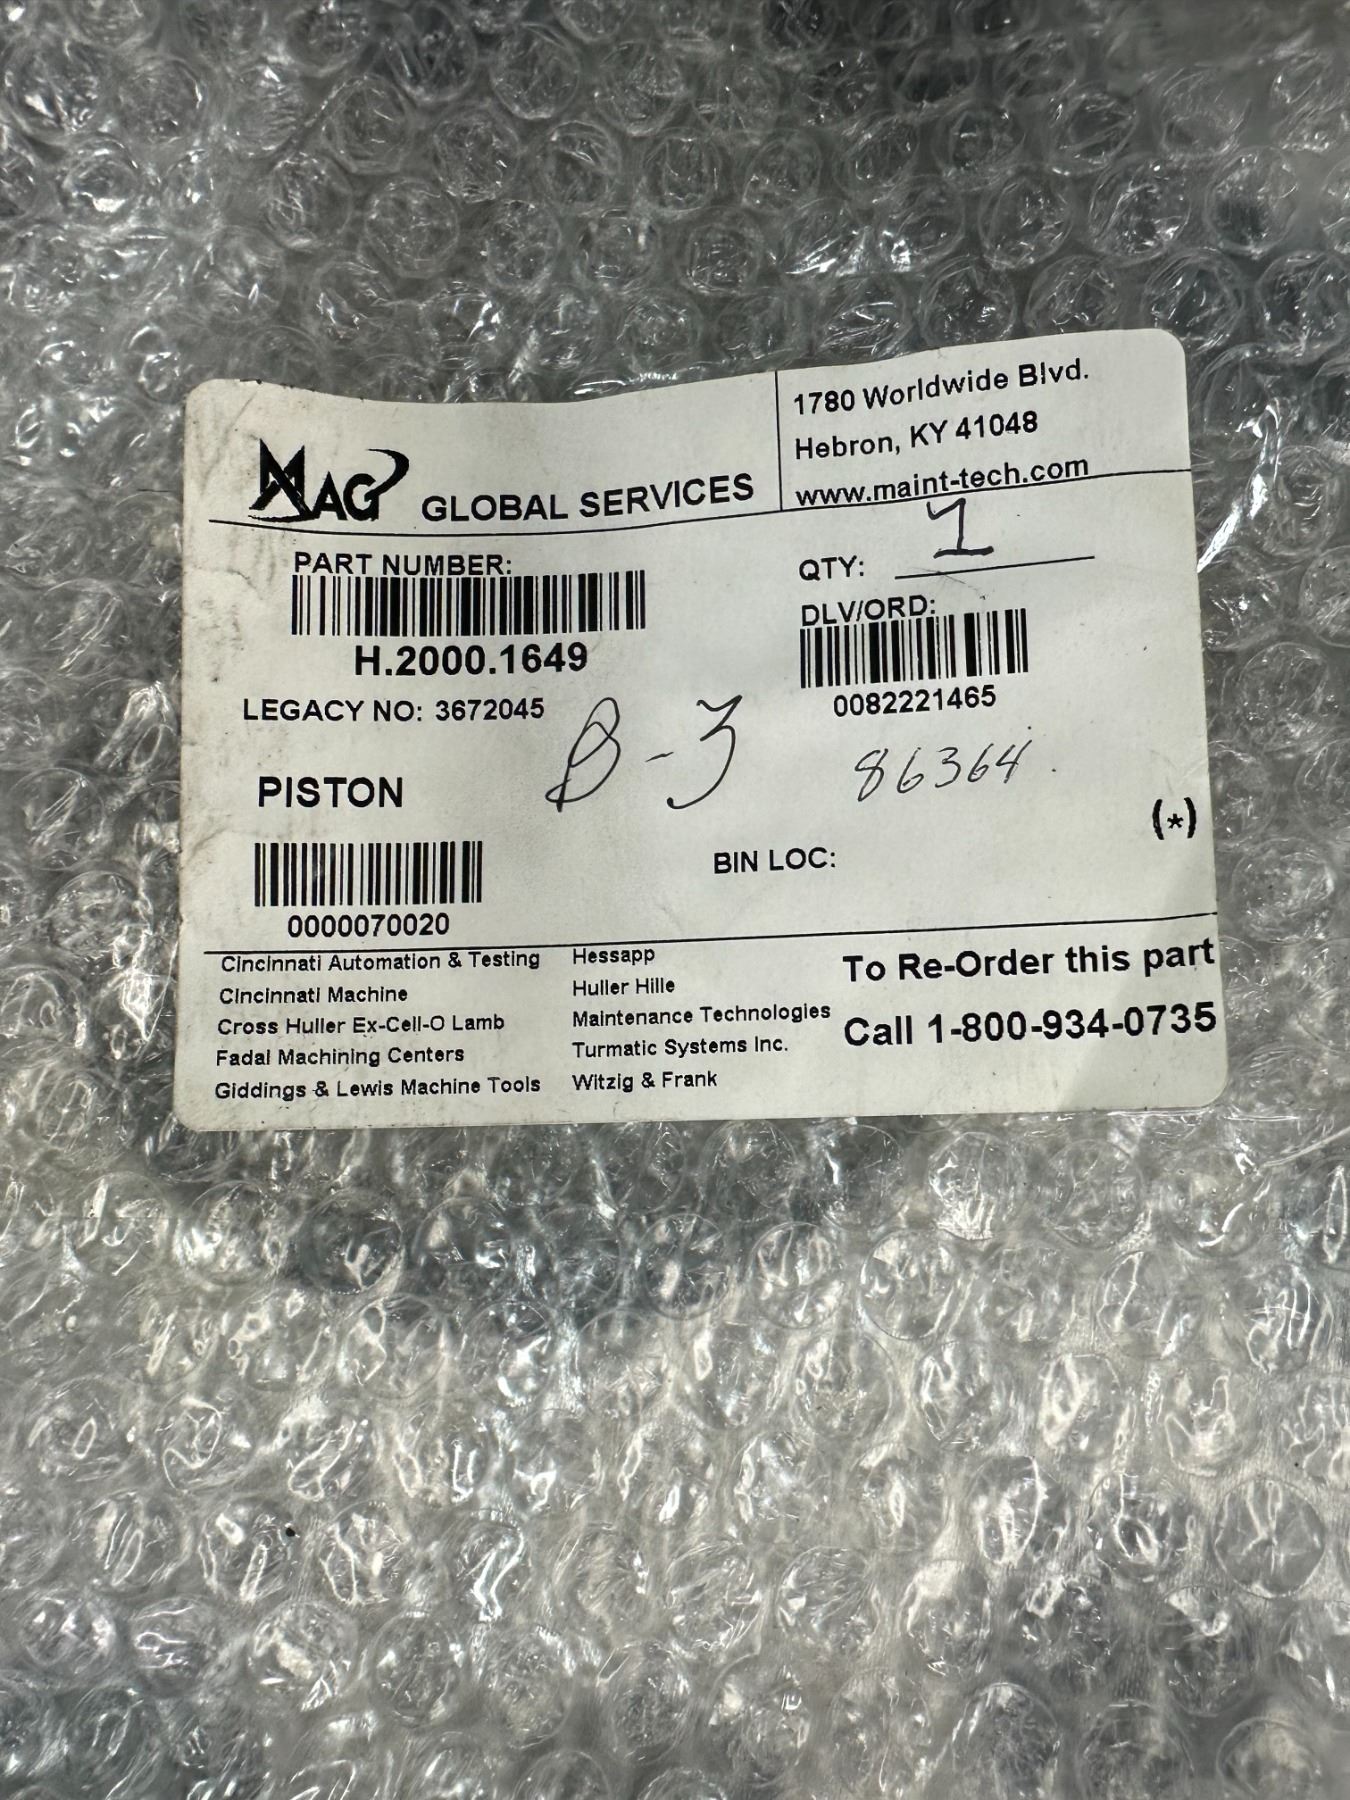 MAG GLOBAL SERVICES
1780 Worldwide Blvd.
Hebron, KY 41048
www.maint-tech.com
PART NUMBER:
H.2000.1649
LEGACY NO: 3672045
QTY: 1
DLV/ORD:
0082221465
B-3
86364
PISTON
(*)
BIN LOC:
0000070020
Cincinnati Automation & Testing
Cincinnati Machine
Cross Huller Ex-Cell-O Lamb
Fadal Machining Centers
Giddings & Lewis Machine Tools
Hessapp
Huller Hille
Maintenance Technologies
Turmatic Systems Inc.
Witzig & Frank
To Re-Order this part
Call 1-800-934-0735